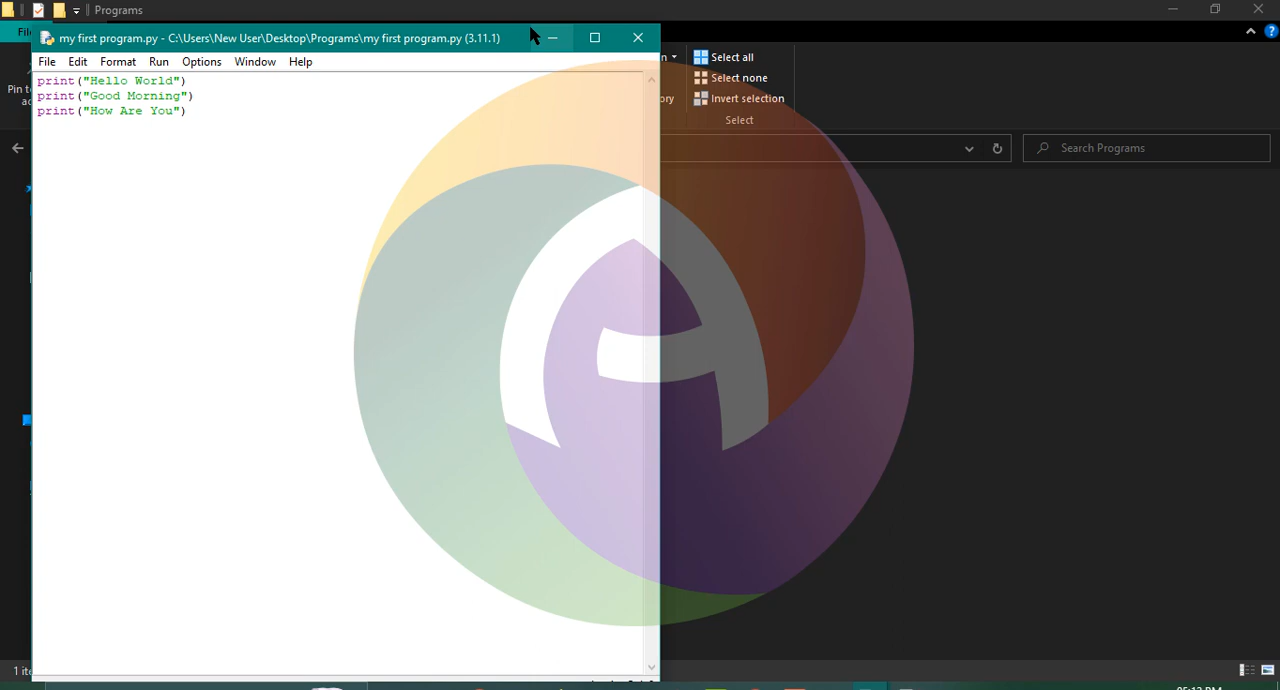 Programs
my first program.py - C:\Users\New User\Desktop\Programs\my first program.py (3.11.1)
File Edit Format Run Options Window Help
print("Hello World")
print("Good Morning")
print("How Are You")
Select all
Select none
Invert selection
Select
Search Programs